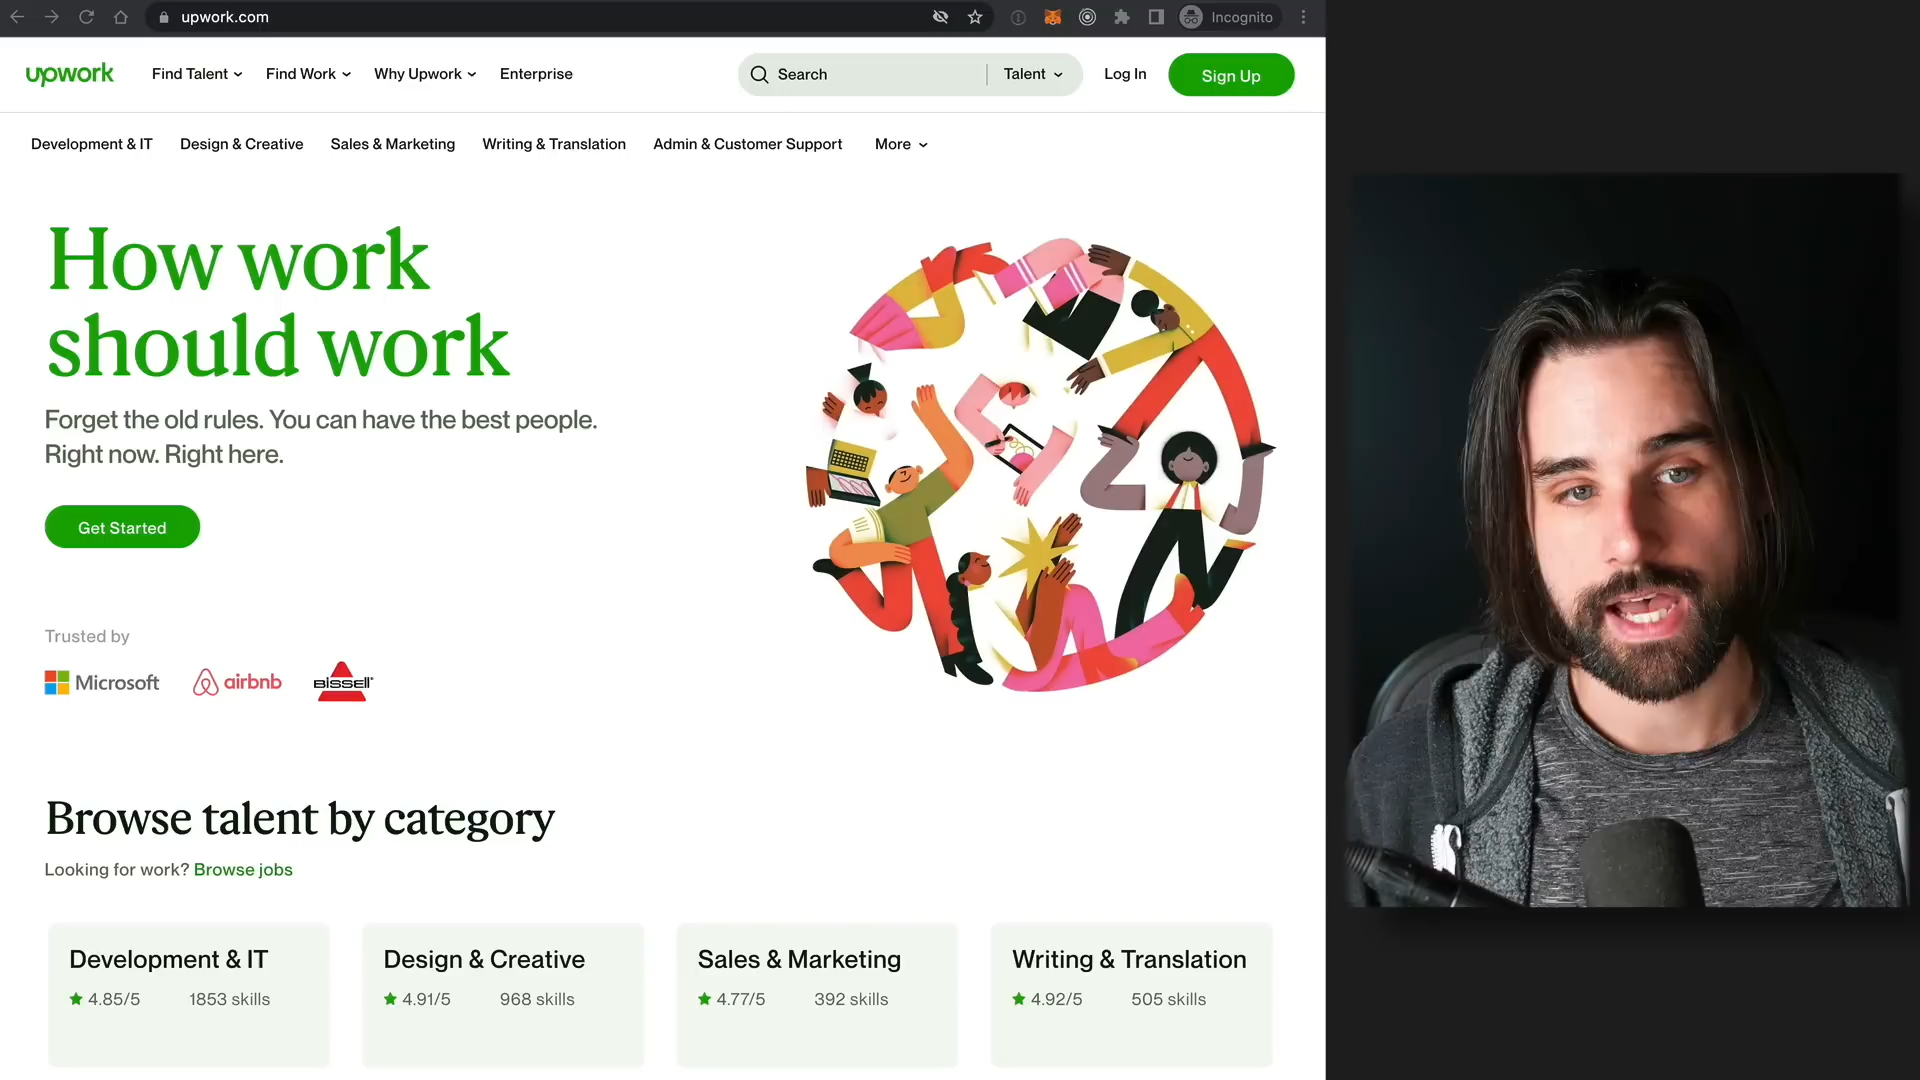 upwork.com
Incognito
upwork
Find Talent
Find Work
Why Upwork
Enterprise
Search
Talent
Log In
Sign Up
Development & IT
Design & Creative
Sales & Marketing
Writing & Translation
Admin & Customer Support
More
How work
should work
Forget the old rules. You can have the best people.
Right now. Right here.
Get Started
Trusted by
Microsoft
airbnb
BISSELL
Browse talent by category
Looking for work? Browse jobs
Development & IT
4.85/5
1853 skills
Design & Creative
4.91/5
968 skills
Sales & Marketing
4.77/5
392 skills
Writing & Translation
4.92/5
505 skills